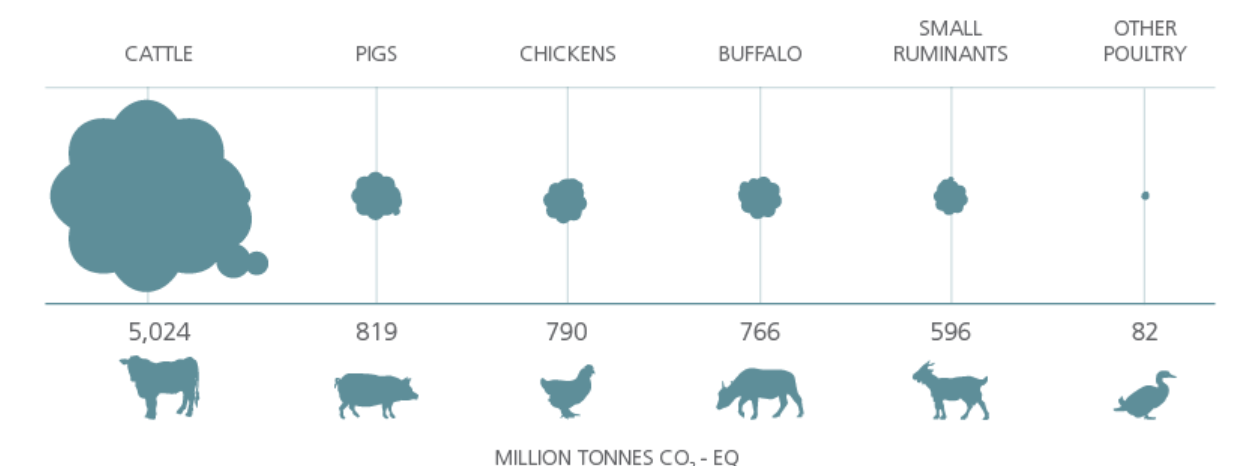 CATTLE
PIGS
CHICKENS
BUFFALO
SMALL
RUMINANTS
OTHER
POULTRY
5,024
819
790
766
596
82
MILLION TONNES CO₂ - EQ